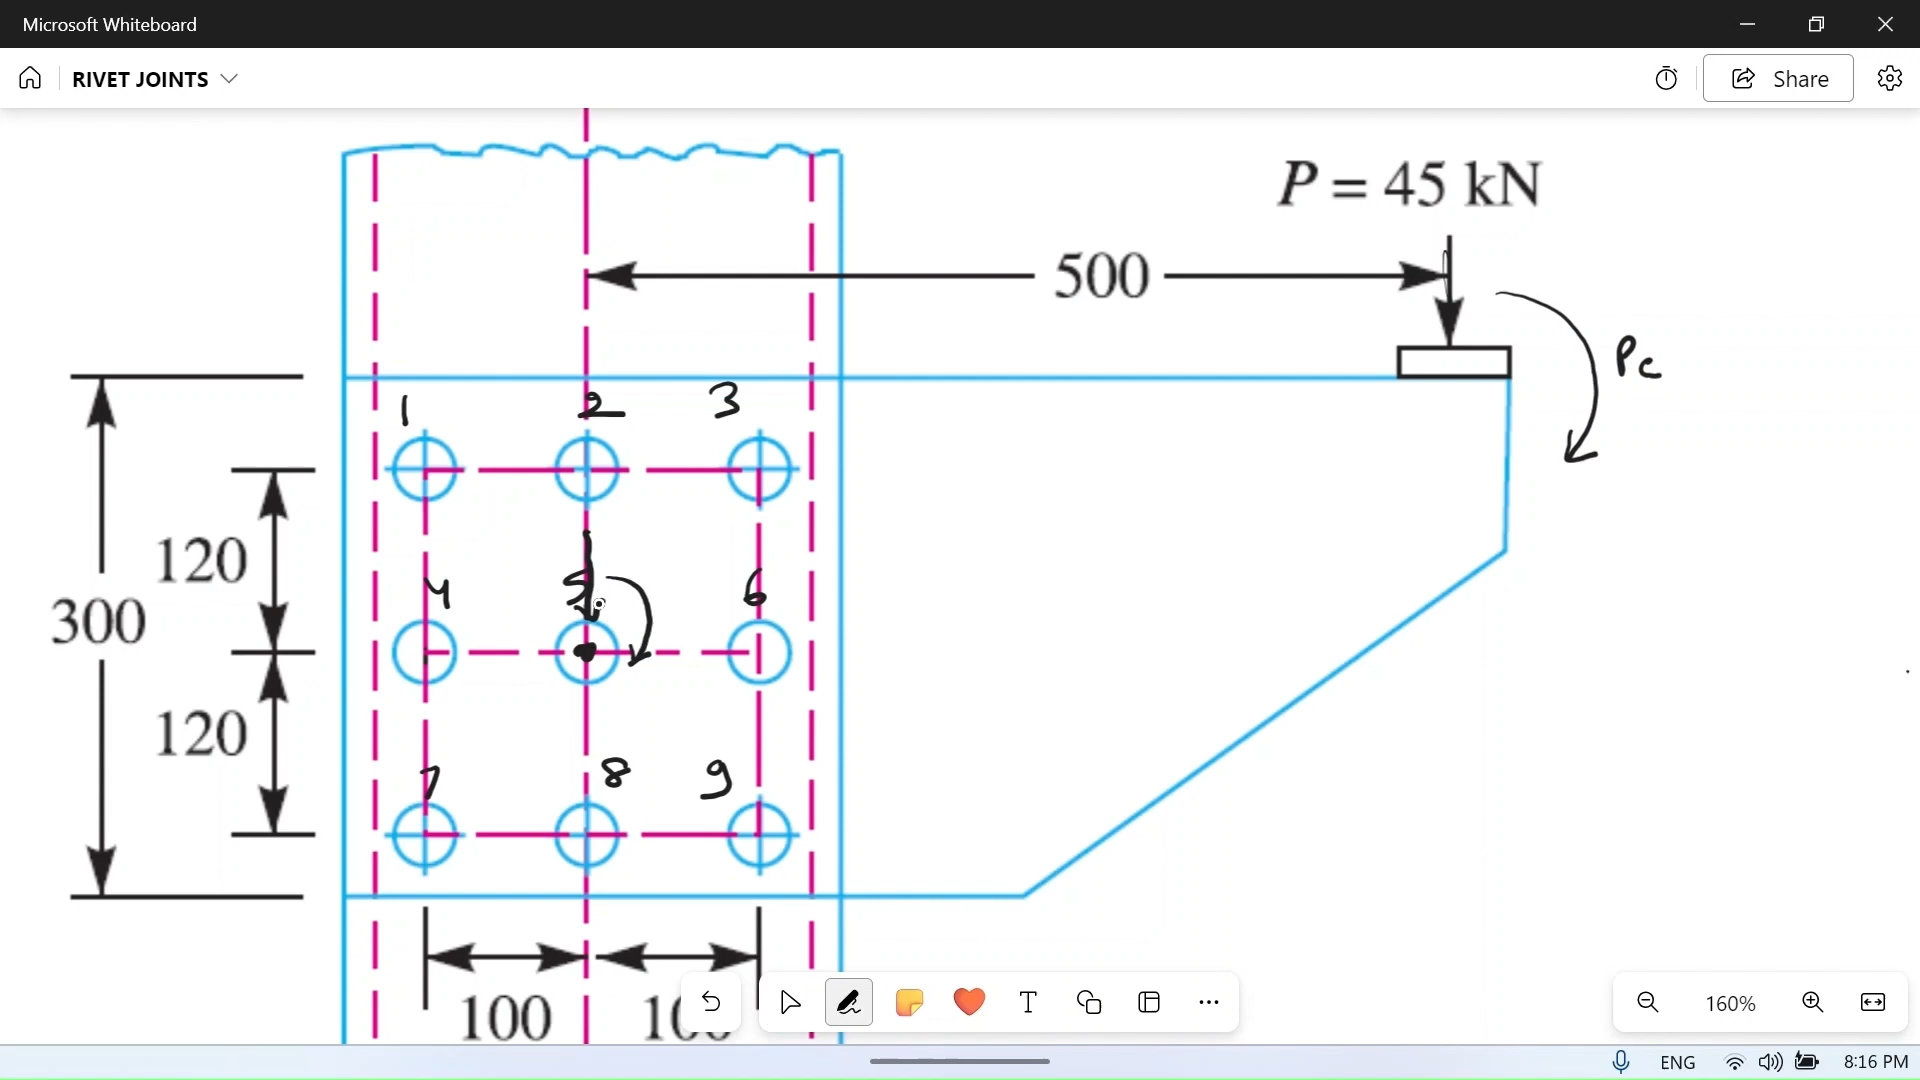 Microsoft Whiteboard
RIVET JOINTS
Share
P = 45 kN
500
Pc
1 2 3
120
300
4 5 6
120
7 8 9
100 100
160%
ENG
8:16 PM